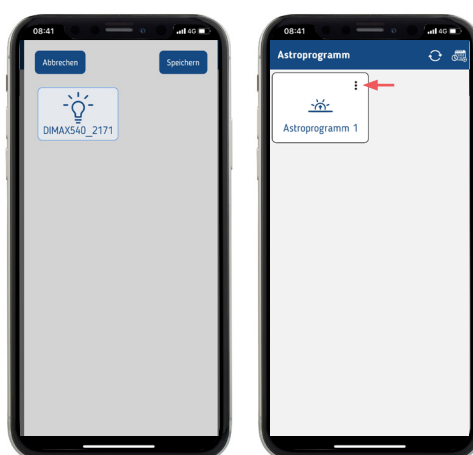 08:41
4G
Abbrechen
Speichern
DIMAX540_2171
08:41
4G
Astroprogramm
Astroprogramm 1